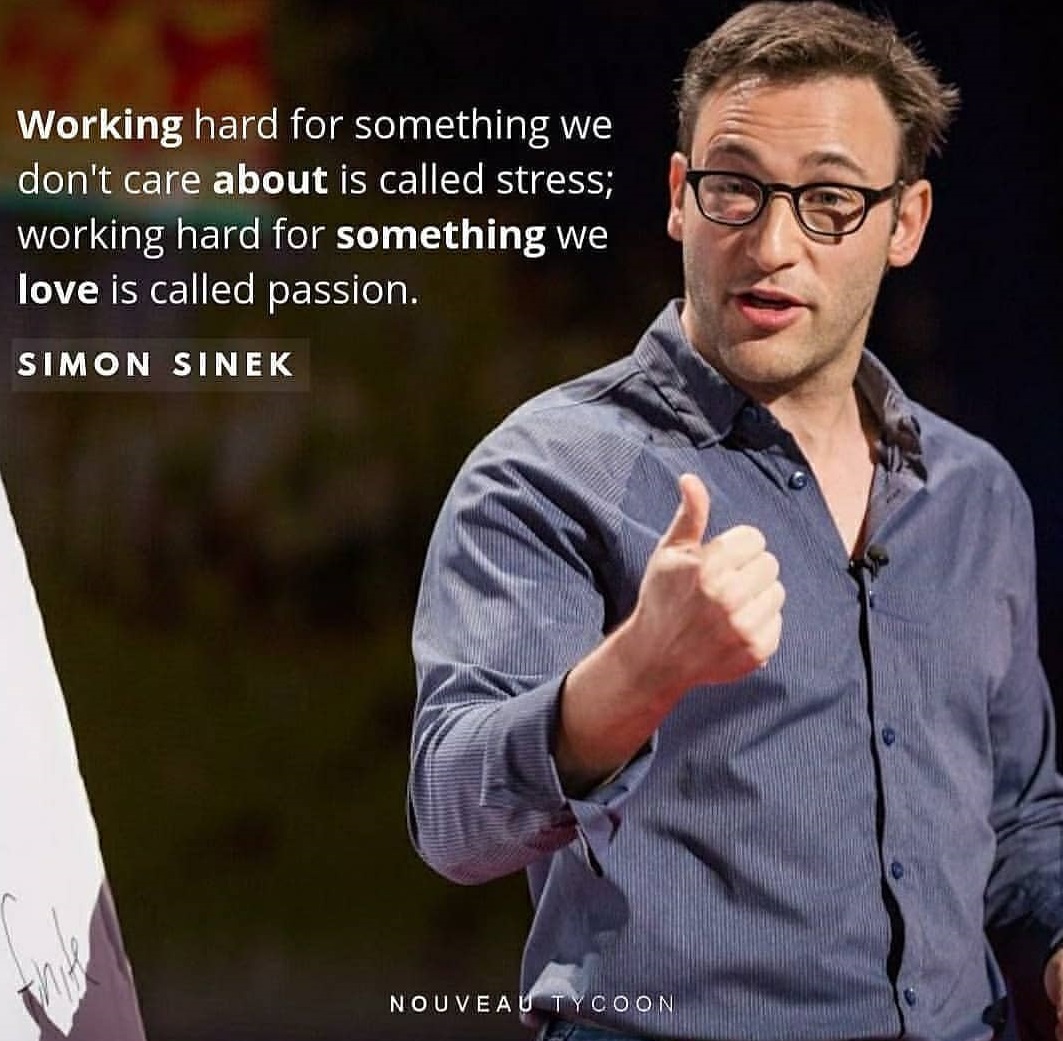 Working hard for something we
don't care about is called stress;
working hard for something we
love is called passion.
SIMON SINEK
NOUVEAU TYCOON